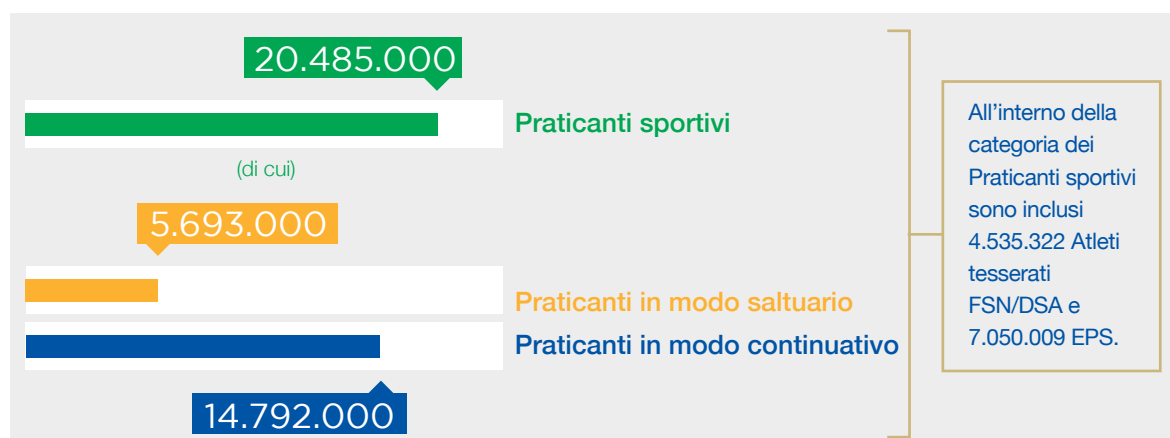 20.485.000
Praticanti sportivi
(di cui)
5.693.000
Praticanti in modo saltuario
Praticanti in modo continuativo
14.792.000
All’interno della
categoria dei
Praticanti sportivi
sono inclusi
4.535.322 Atleti
tesserati
FSN/DSA e
7.050.009 EPS.